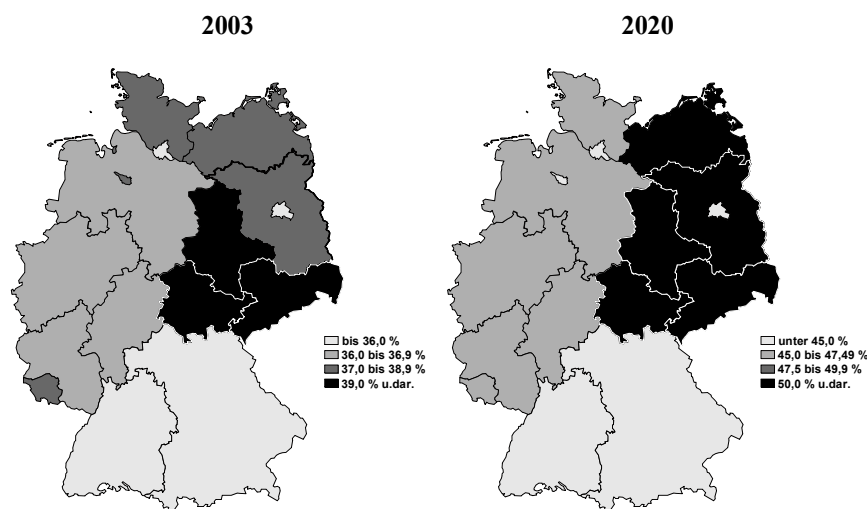 2003
2020
bis 36,0 %
36,0 bis 36,9 %
37,0 bis 38,9 %
39,0 % u.dar.
unter 45,0 %
45,0 bis 47,49 %
47,5 bis 49,9 %
50,0 % u.dar.